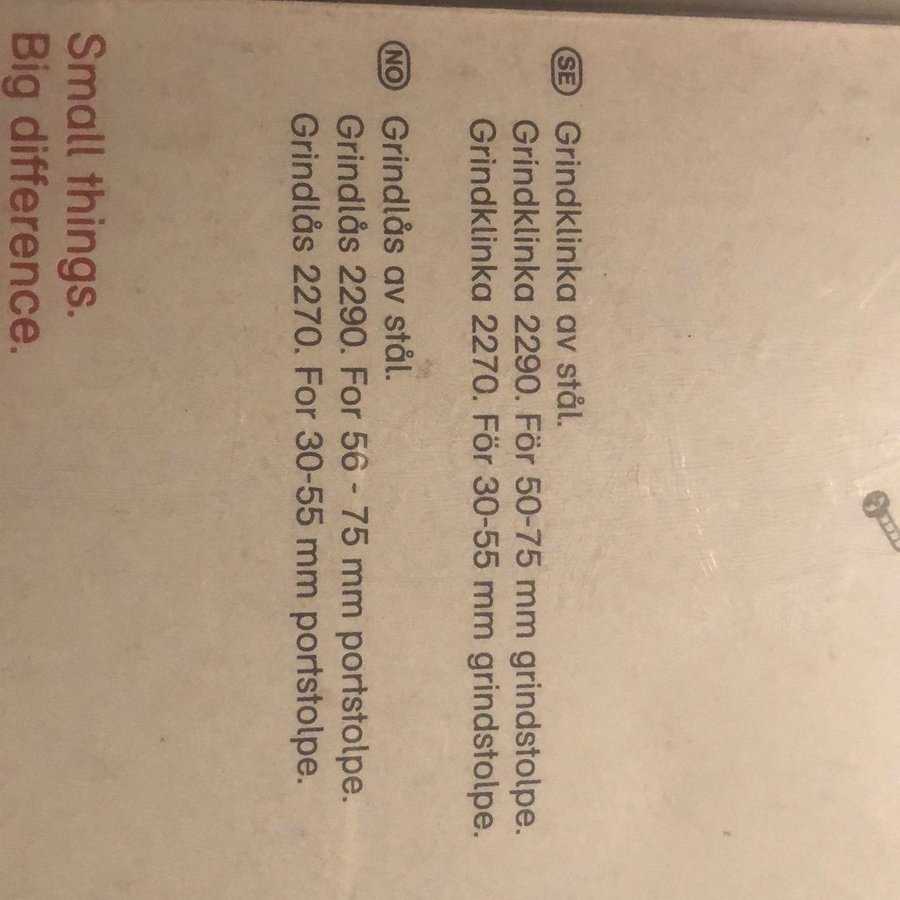 SE Grindklinka av stål.
Grindklinka 2290. För 50-75 mm grindstolpe.
Grindklinka 2270. För 30-55 mm grindstolpe.
NO Grindlås av stål.
Grindlås 2290. For 56 - 75 mm portstolpe.
Grindlås 2270. For 30-55 mm portstolpe.
Small things.
Big difference.